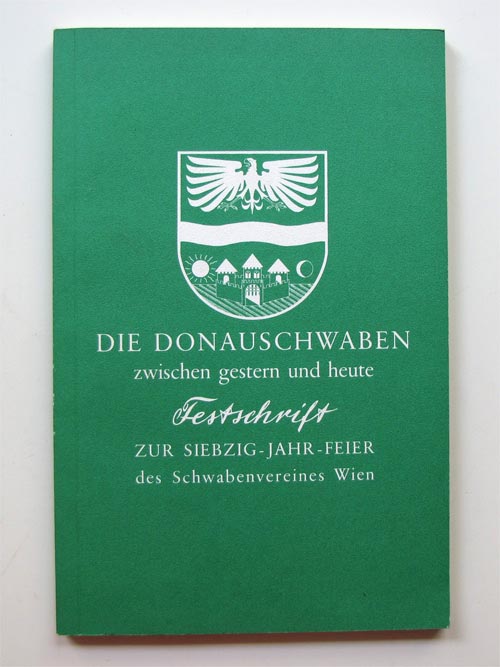 DIE DONAUSCHWABEN
zwischen gestern und heute
Festschrift
ZUR SIEBZIG-JAHR-FEIER
des Schwabenvereines Wien